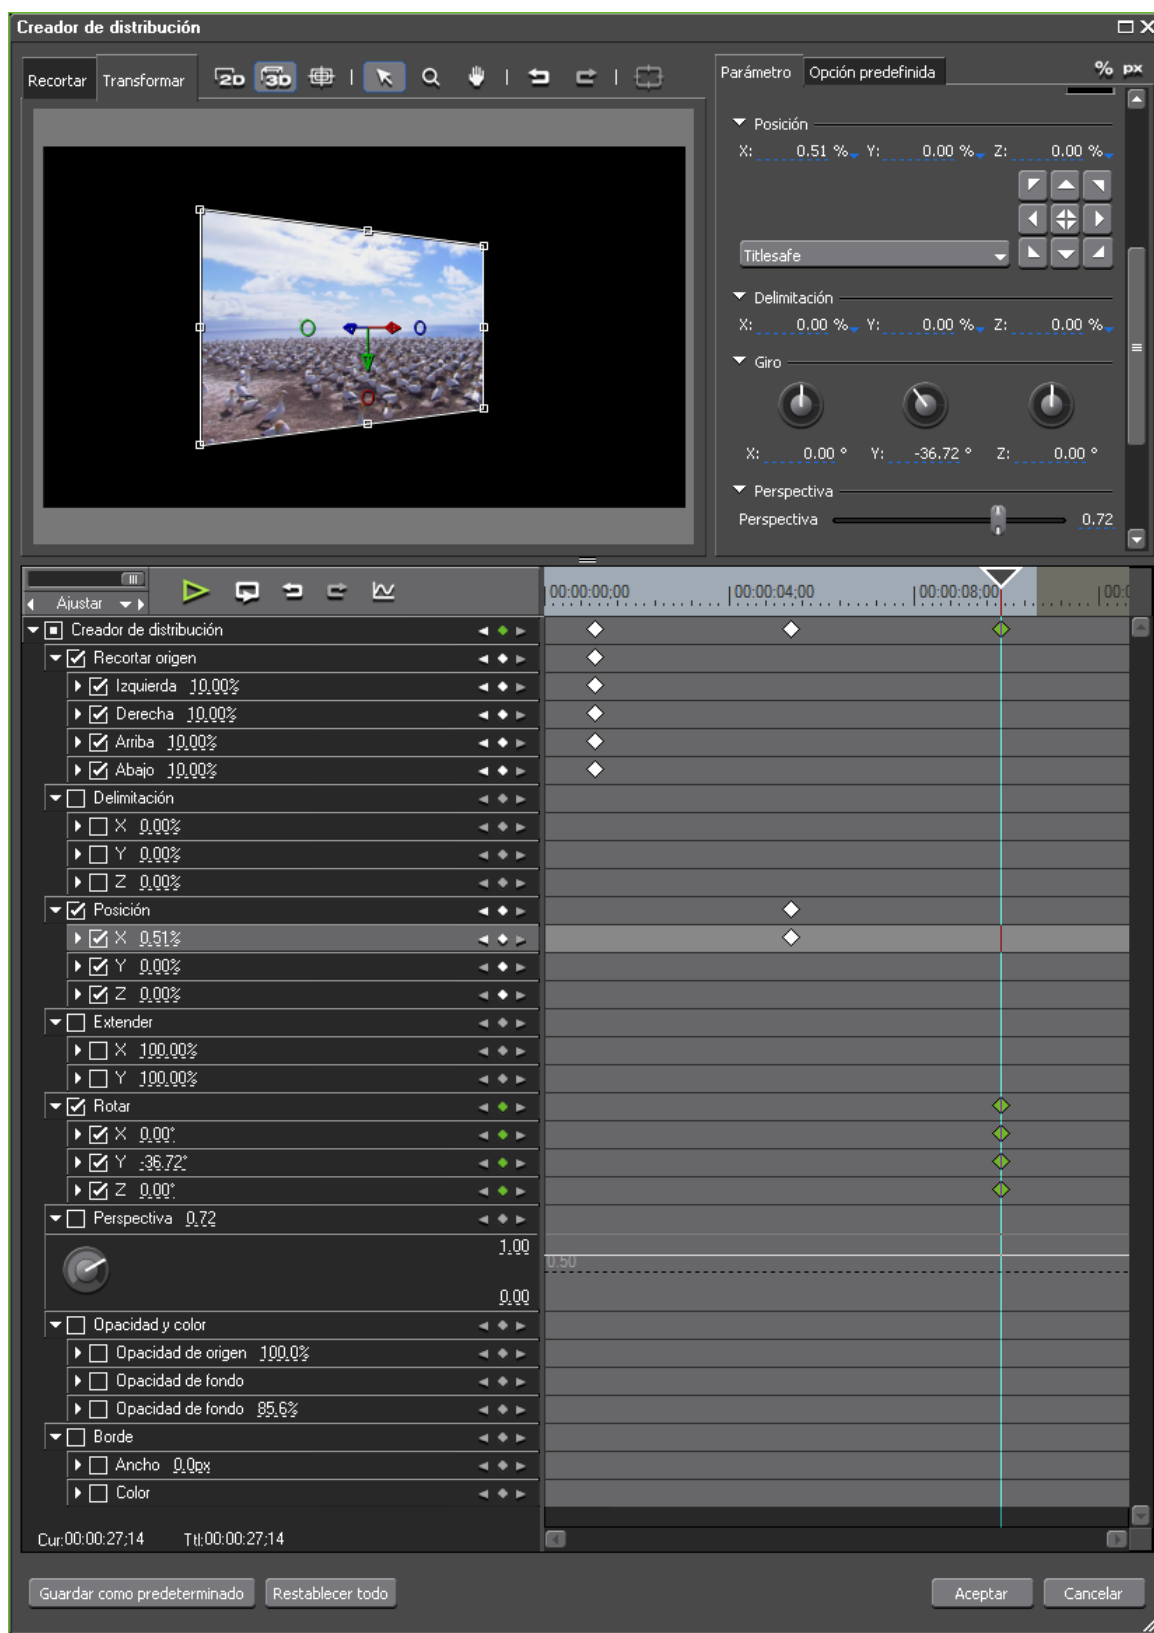 Creador de distribución
Recortar Transformar 2D 3D
Parámetro Opción predefinida % px
Posición
X: 0.51 % Y: 0.00 % Z: 0.00 %
Titlesafe
Delimitación
X: 0.00 % Y: 0.00 % Z: 0.00 %
Giro
X: 0.00 ° Y: -36.72 ° Z: 0.00 °
Perspectiva
Perspectiva 0.72
Ajustar
00:00:00;00 00:00:04;00 00:00:08;00 00:0
Creador de distribución
Recortar origen
Izquierda 10.00%
Derecha 10.00%
Arriba 10.00%
Abajo 10.00%
Delimitación
X 0.00%
Y 0.00%
Z 0.00%
Posición
X 0.51%
Y 0.00%
Z 0.00%
Extender
X 100.00%
Y 100.00%
Rotar
X 0.00°
Y -36.72°
Z 0.00°
Perspectiva 0.72
1.00
0.50
0.00
Opacidad y color
Opacidad de origen 100.0%
Opacidad de fondo
Opacidad de fondo 85.6%
Borde
Ancho 0.0px
Color
Cur:00:00:27;14 Ttl:00:00:27;14
Guardar como predeterminado Restablecer todo Aceptar Cancelar